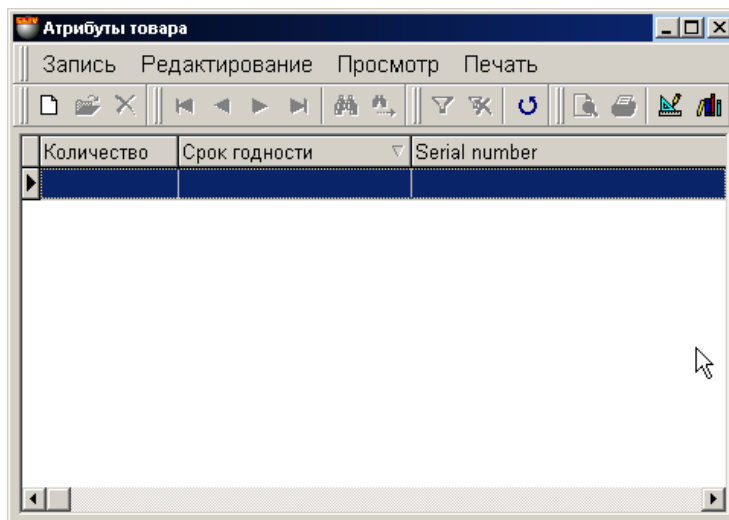 Атрибуты товара
Запись Редактирование Просмотр Печать
Количество Срок годности Serial number